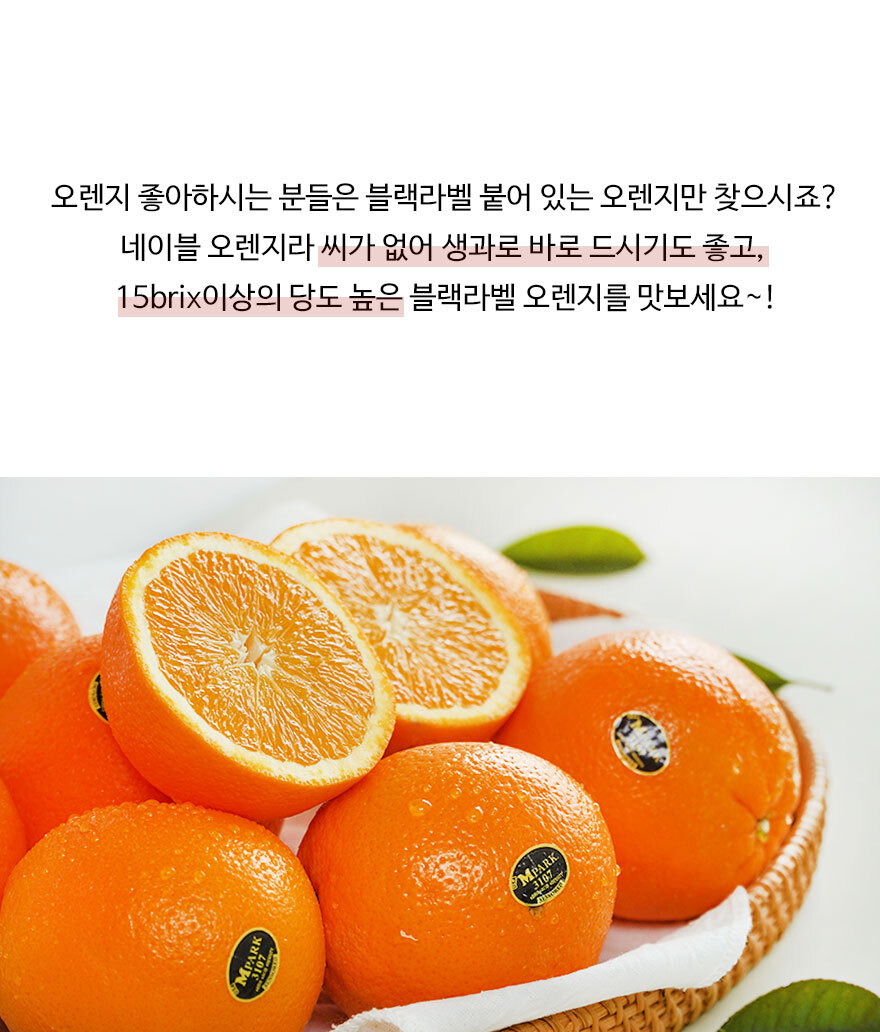 오렌지 좋아하시는 분들은 블랙라벨 붙어 있는 오렌지만 찾으시죠?
네이블 오렌지라 씨가 없어 생과로 바로 드시기도 좋고,
15brix이상의 당도 높은 블랙라벨 오렌지를 맛보세요~!
MPARK
3107
MPARK
3107